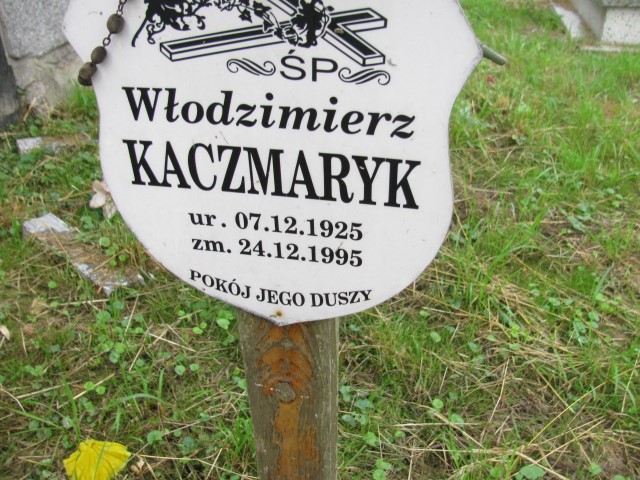 ŚP
Włodzimierz
KACZMARYK
ur. 07.12.1925
zm. 24.12.1995
POKÓJ JEGO DUSZY